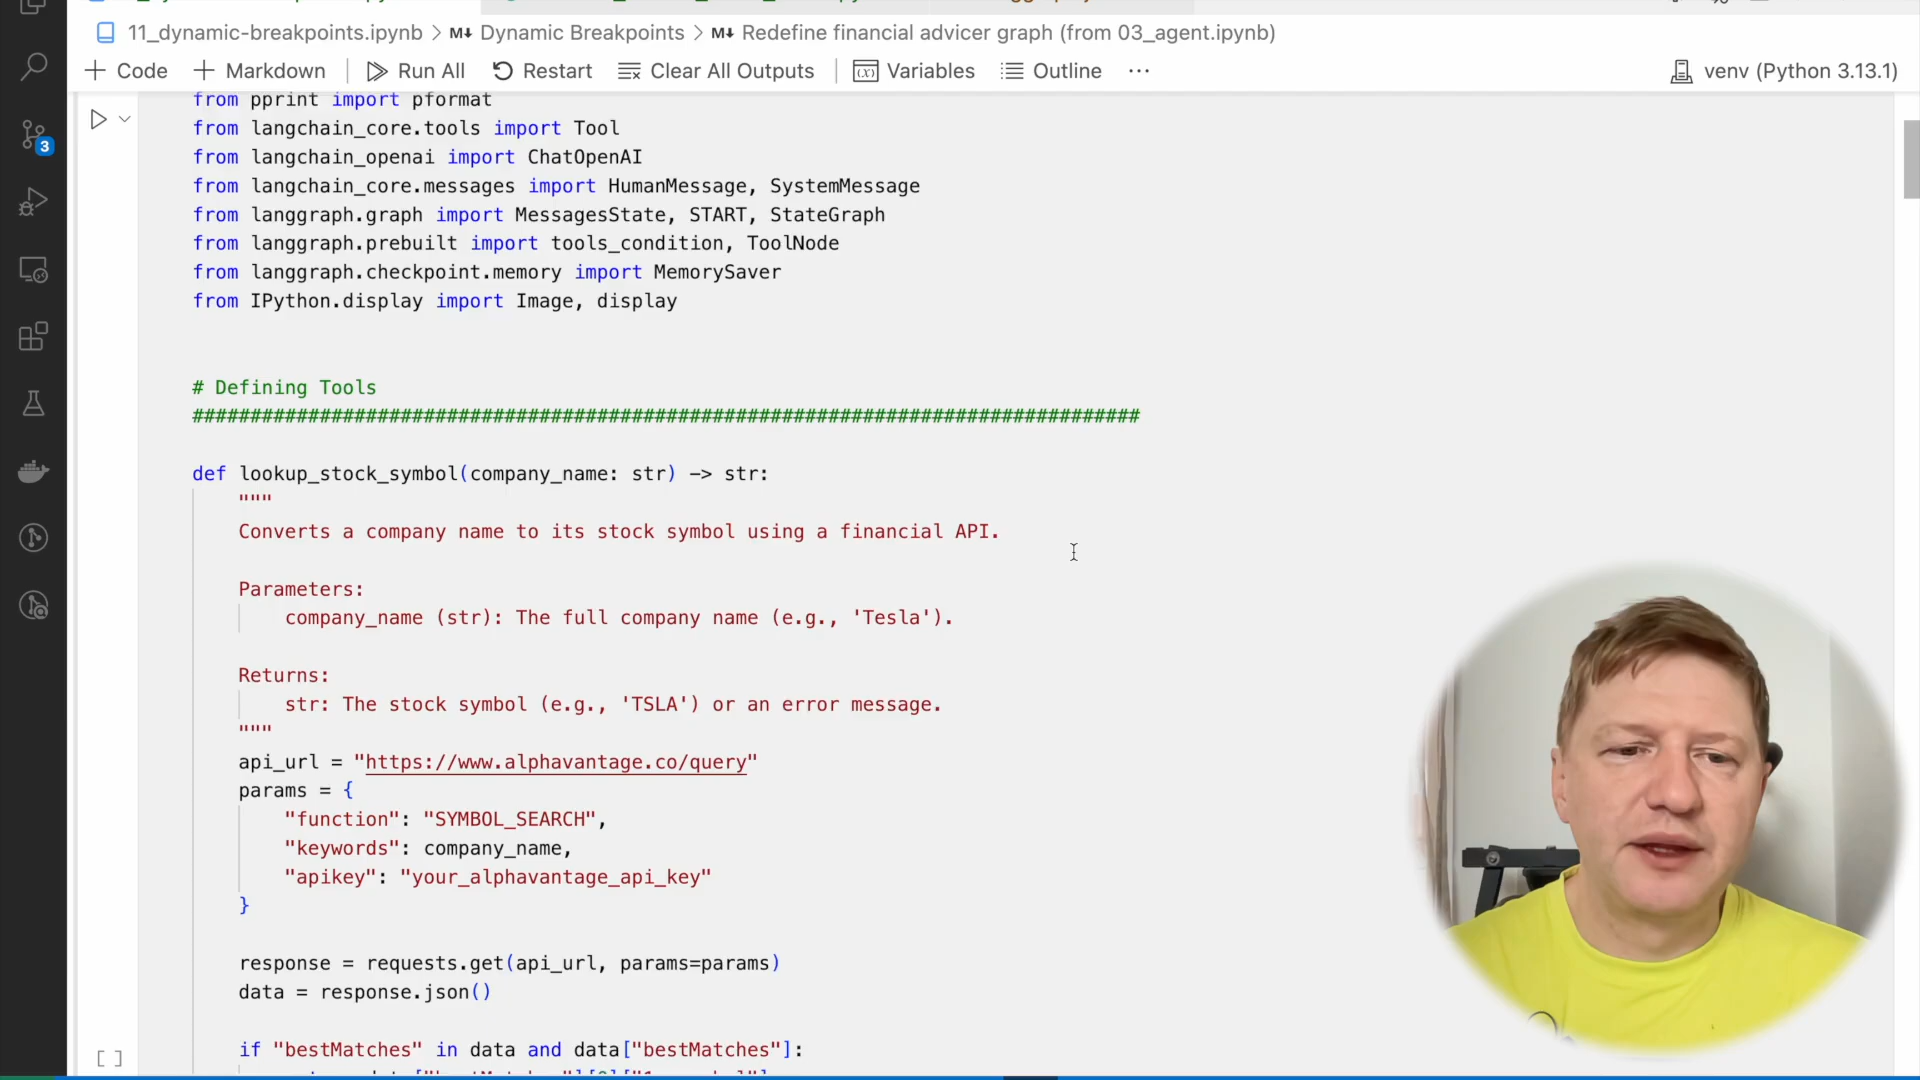 11_dynamic-breakpoints.ipynb > M↓ Dynamic Breakpoints > M↓ Redefine financial advicer graph (from 03_agent.ipynb)
+ Code + Markdown Run All Restart Clear All Outputs Variables Outline ... venv (Python 3.13.1)
from pprint import pformat
from langchain_core.tools import Tool
from langchain_openai import ChatOpenAI
from langchain_core.messages import HumanMessage, SystemMessage
from langgraph.graph import MessagesState, START, StateGraph
from langgraph.prebuilt import tools_condition, ToolNode
from langgraph.checkpoint.memory import MemorySaver
from IPython.display import Image, display
3
# Defining Tools
##################################################################################
def lookup_stock_symbol(company_name: str) -> str:
"""
Converts a company name to its stock symbol using a financial API.
Parameters:
company_name (str): The full company name (e.g., 'Tesla').
Returns:
str: The stock symbol (e.g., 'TSLA') or an error message.
"""
api_url = "https://www.alphavantage.co/query"
params = {
"function": "SYMBOL_SEARCH",
"keywords": company_name,
"apikey": "your_alphavantage_api_key"
}
response = requests.get(api_url, params=params)
data = response.json()
[ ]
if "bestMatches" in data and data["bestMatches"]: